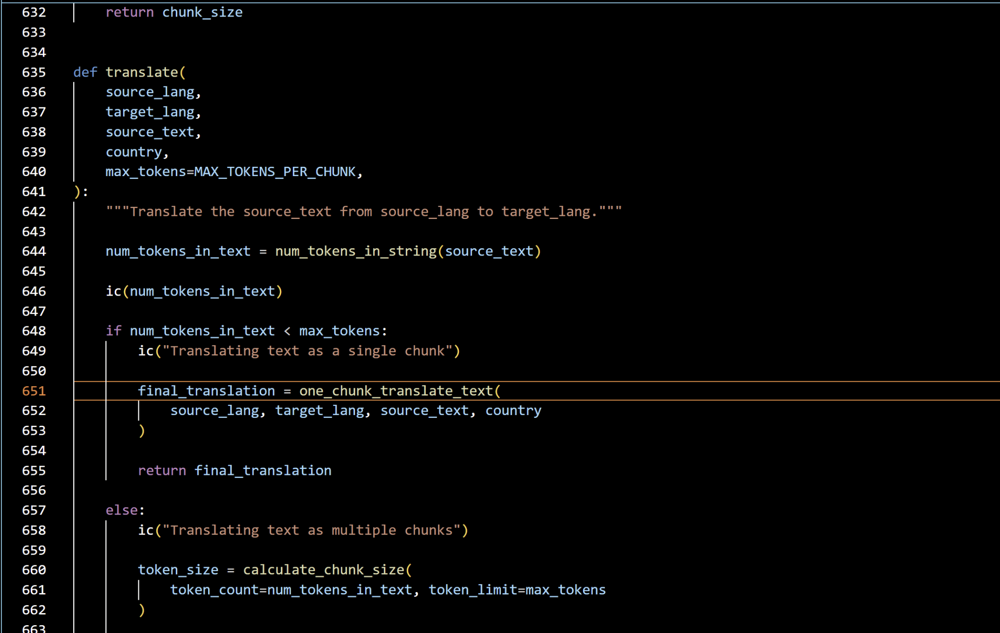 632 return chunk_size
633
634
635 def translate(
636 source_lang,
637 target_lang,
638 source_text,
639 country,
640 max_tokens=MAX_TOKENS_PER_CHUNK,
641 ):
642 """Translate the source_text from source_lang to target_lang."""
643
644 num_tokens_in_text = num_tokens_in_string(source_text)
645
646 ic(num_tokens_in_text)
647
648 if num_tokens_in_text < max_tokens:
649 ic("Translating text as a single chunk")
650
651 final_translation = one_chunk_translate_text(
652 source_lang, target_lang, source_text, country
653 )
654
655 return final_translation
656
657 else:
658 ic("Translating text as multiple chunks")
659
660 token_size = calculate_chunk_size(
661 token_count=num_tokens_in_text, token_limit=max_tokens
662 )
663